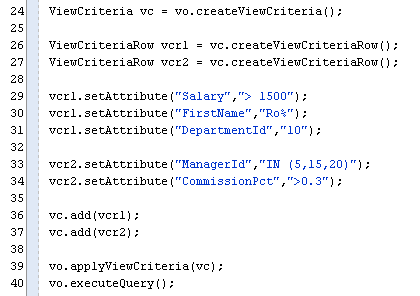 24 ViewCriteria vc = vo.createViewCriteria();
25
26 ViewCriteriaRow vcr1 = vc.createViewCriteriaRow();
27 ViewCriteriaRow vcr2 = vc.createViewCriteriaRow();
28
29 vcr1.setAttribute("Salary","> 1500");
30 vcr1.setAttribute("FirstName","Ro%");
31 vcr1.setAttribute("DepartmentId","10");
32
33 vcr2.setAttribute("ManagerId","IN (5,15,20)");
34 vcr2.setAttribute("CommissionPct",">0.3");
35
36 vc.add(vcr1);
37 vc.add(vcr2);
38
39 vo.applyViewCriteria(vc);
40 vo.executeQuery();